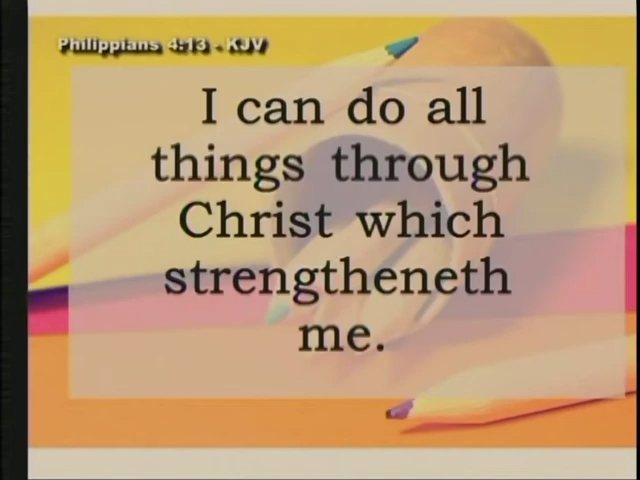 Philippians 4:13 - KJV
I can do all
things through
Christ which
strengtheneth
me.